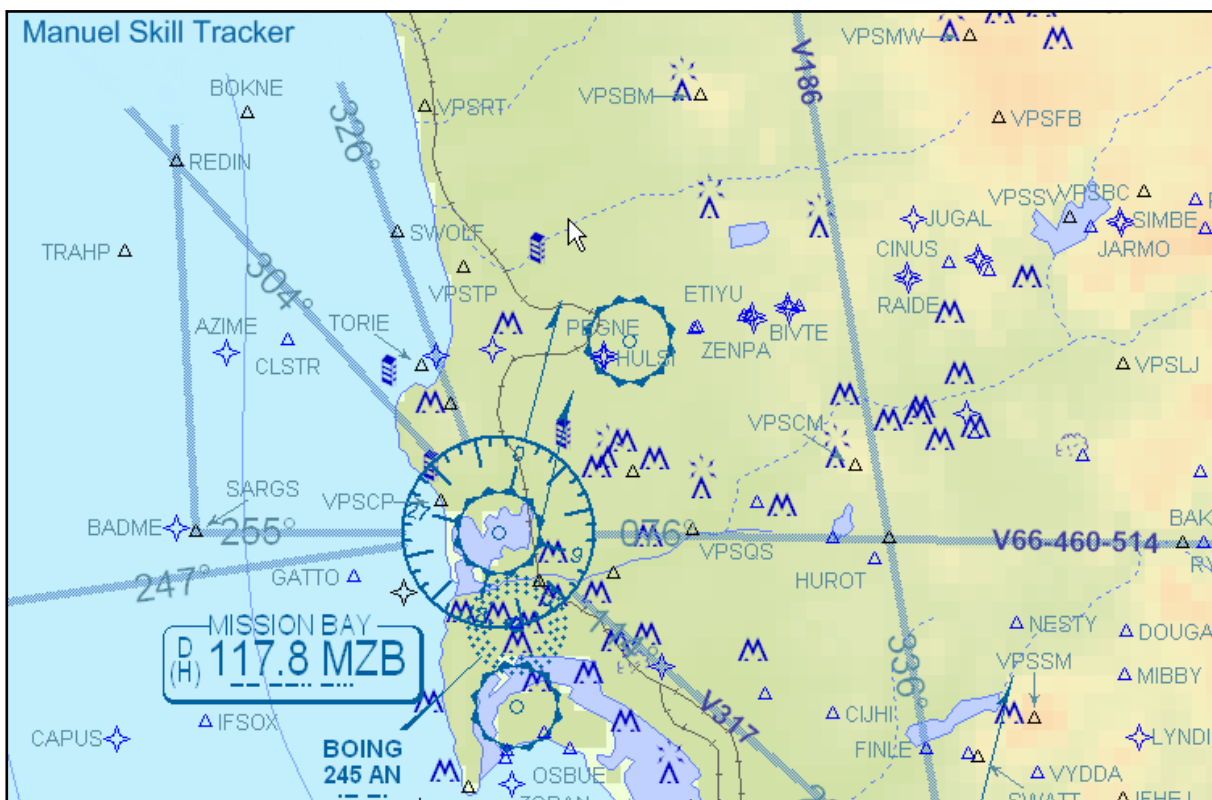 Manuel Skill Tracker
VPSMW
BOKNE
V186
VPSBM
VPSRT
VPSFB
326°
REDIN
VPSSV
VPSBC
JUGAL
SIMBE
SWOLF
TRAHP
CINUS
JARMO
VPSTP
304°
RAIDE
ETIYU
AZIME
TORIE
PEGNE
BIVTE
ZENPA
CLSTR
HULSI
VPSLJ
VPSCM
SARGS
VPSCP
BADME
255°
076°
V66-460-514
BAK
VPSQS
RY
247°
GATTO
HUROT
MISSION BAY
NESTY
DOUGA
D
(H)
117.8 MZB
336°
VPSSM
MIBBY
V317
IFSOX
CIJHI
CAPUS
LYNDI
BOING
FINLE
245 AN
OSBUE
VYDDA